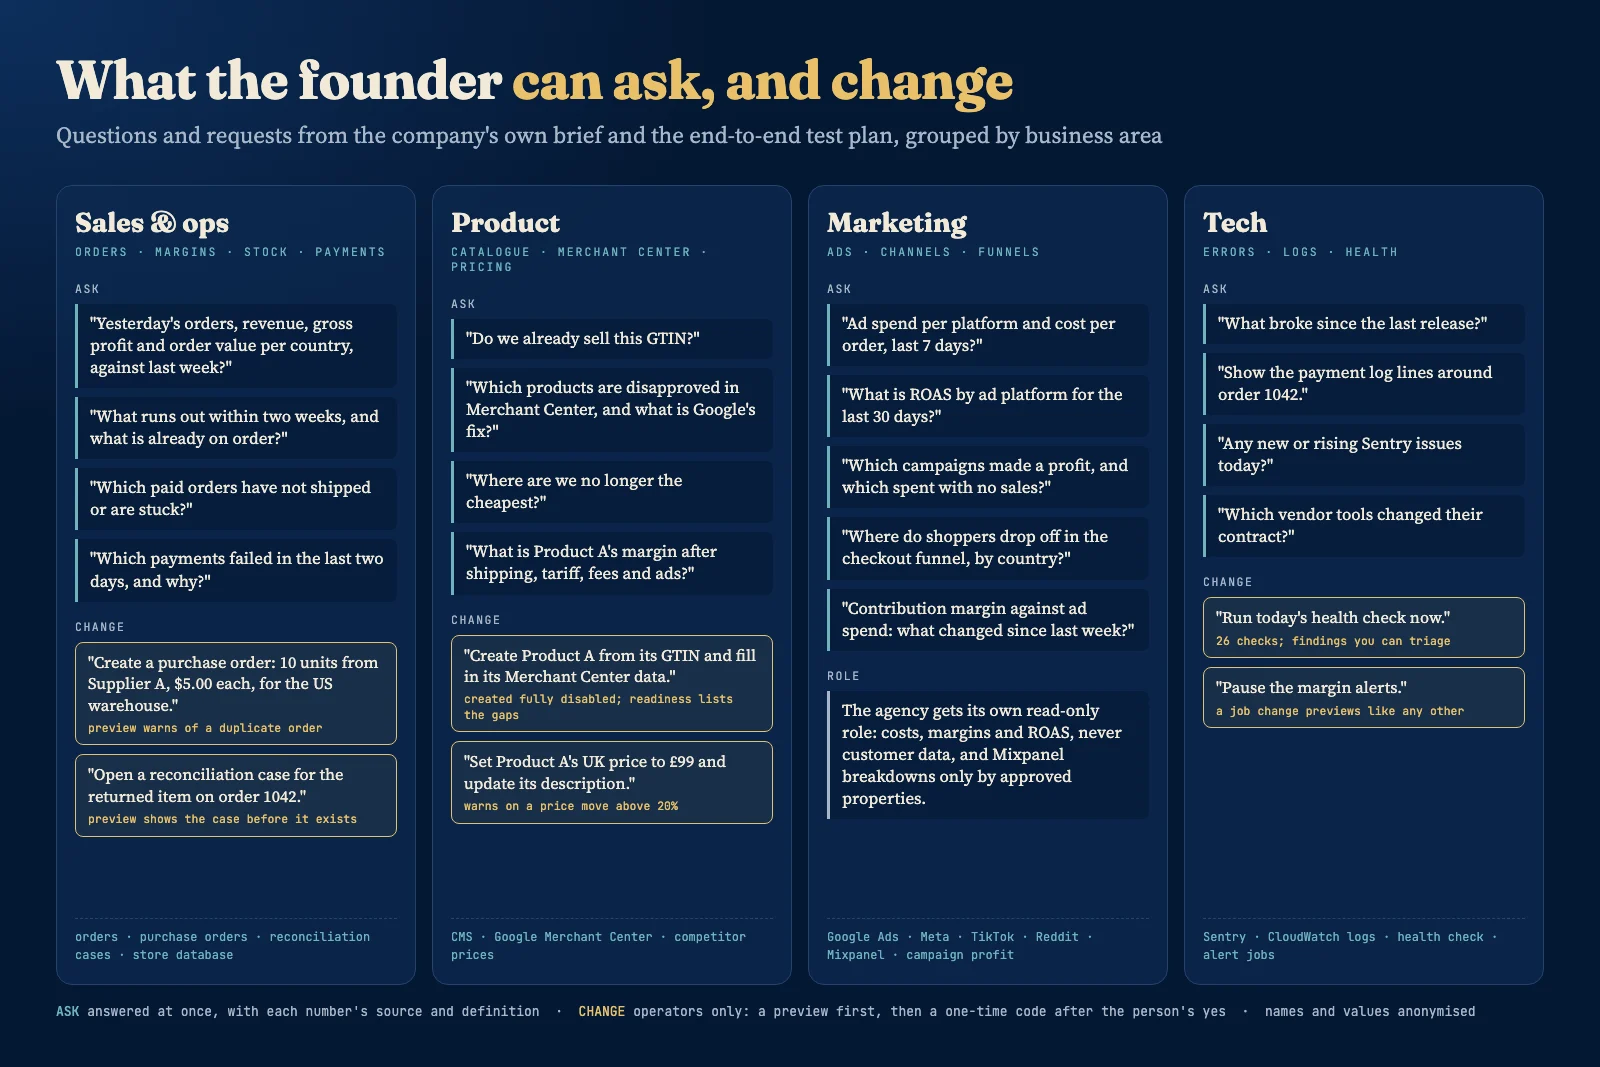 What the founder can ask, and change
Questions and requests from the company's own brief and the end-to-end test plan, grouped by business area
Sales & ops
ORDERS · MARGINS · STOCK · PAYMENTS
ASK
"Yesterday's orders, revenue, gross
profit and order value per country,
against last week?"
"What runs out within two weeks, and
what is already on order?"
"Which paid orders have not shipped
or are stuck?"
"Which payments failed in the last two
days, and why?"
CHANGE
"Create a purchase order: 10 units from
Supplier A, $5.00 each, for the US
warehouse."
preview warns of a duplicate order
"Open a reconciliation case for the
returned item on order 1042."
preview shows the case before it exists
orders · purchase orders · reconciliation
cases · store database
Product
CATALOGUE · MERCHANT CENTER ·
PRICING
ASK
"Do we already sell this GTIN?"
"Which products are disapproved in
Merchant Center, and what is Google's
fix?"
"Where are we no longer the
cheapest?"
"What is Product A's margin after
shipping, tariff, fees and ads?"
CHANGE
"Create Product A from its GTIN and fill
in its Merchant Center data."
created fully disabled; readiness lists
the gaps
"Set Product A's UK price to £99 and
update its description."
warns on a price move above 20%
CMS · Google Merchant Center · competitor
prices
Marketing
ADS · CHANNELS · FUNNELS
ASK
"Ad spend per platform and cost per
order, last 7 days?"
"What is ROAS by ad platform for the
last 30 days?"
"Which campaigns made a profit, and
which spent with no sales?"
"Where do shoppers drop off in the
checkout funnel, by country?"
"Contribution margin against ad
spend: what changed since last week?"
ROLE
The agency gets its own read-only
role: costs, margins and ROAS, never
customer data, and Mixpanel
breakdowns only by approved
properties.
Google Ads · Meta · TikTok · Reddit ·
Mixpanel · campaign profit
Tech
ERRORS · LOGS · HEALTH
ASK
"What broke since the last release?"
"Show the payment log lines around
order 1042."
"Any new or rising Sentry issues
today?"
"Which vendor tools changed their
contract?"
CHANGE
"Run today's health check now."
26 checks; findings you can triage
"Pause the margin alerts."
a job change previews like any other
Sentry · CloudWatch logs · health check ·
alert jobs
ASK answered at once, with each number's source and definition · CHANGE operators only: a preview first, then a one-time code after the person's yes · names and values anonymised